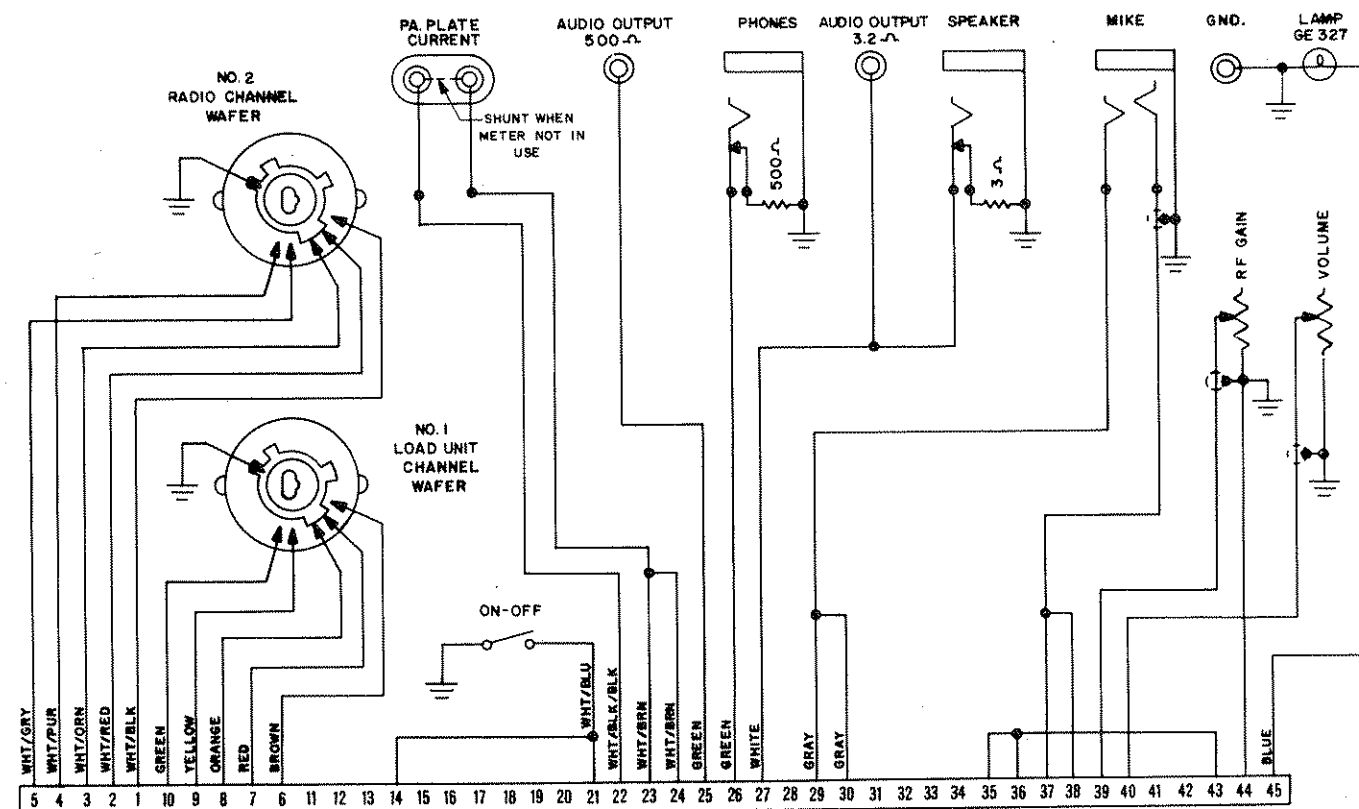 PA. PLATE
CURRENT
AUDIO OUTPUT
500 Ω
PHONES
AUDIO OUTPUT
3.2 Ω
SPEAKER
MIKE
GND.
LAMP
GE 327
NO. 2
RADIO CHANNEL
WAFER
SHUNT WHEN
METER NOT IN
USE
500 Ω
3 Ω
RF GAIN
VOLUME
NO. 1
LOAD UNIT
CHANNEL
WAFER
ON-OFF
WHT/GRY
WHT/PUR
WHT/ORN
WHT/RED
WHT/BLK
GREEN
YELLOW
ORANGE
RED
BROWN
WHT/BLU
WHT/BLK/BLK
WHT/BRN
WHT/BRN
GREEN
GREEN
WHITE
GRAY
GRAY
BLUE
5 4 3 2 1 10 9 8 7 6 11 12 13 14 15 16 17 18 19 20 21 22 23 24 25 26 27 28 29 30 31 32 33 34 35 36 37 38 39 40 42 43 44 45